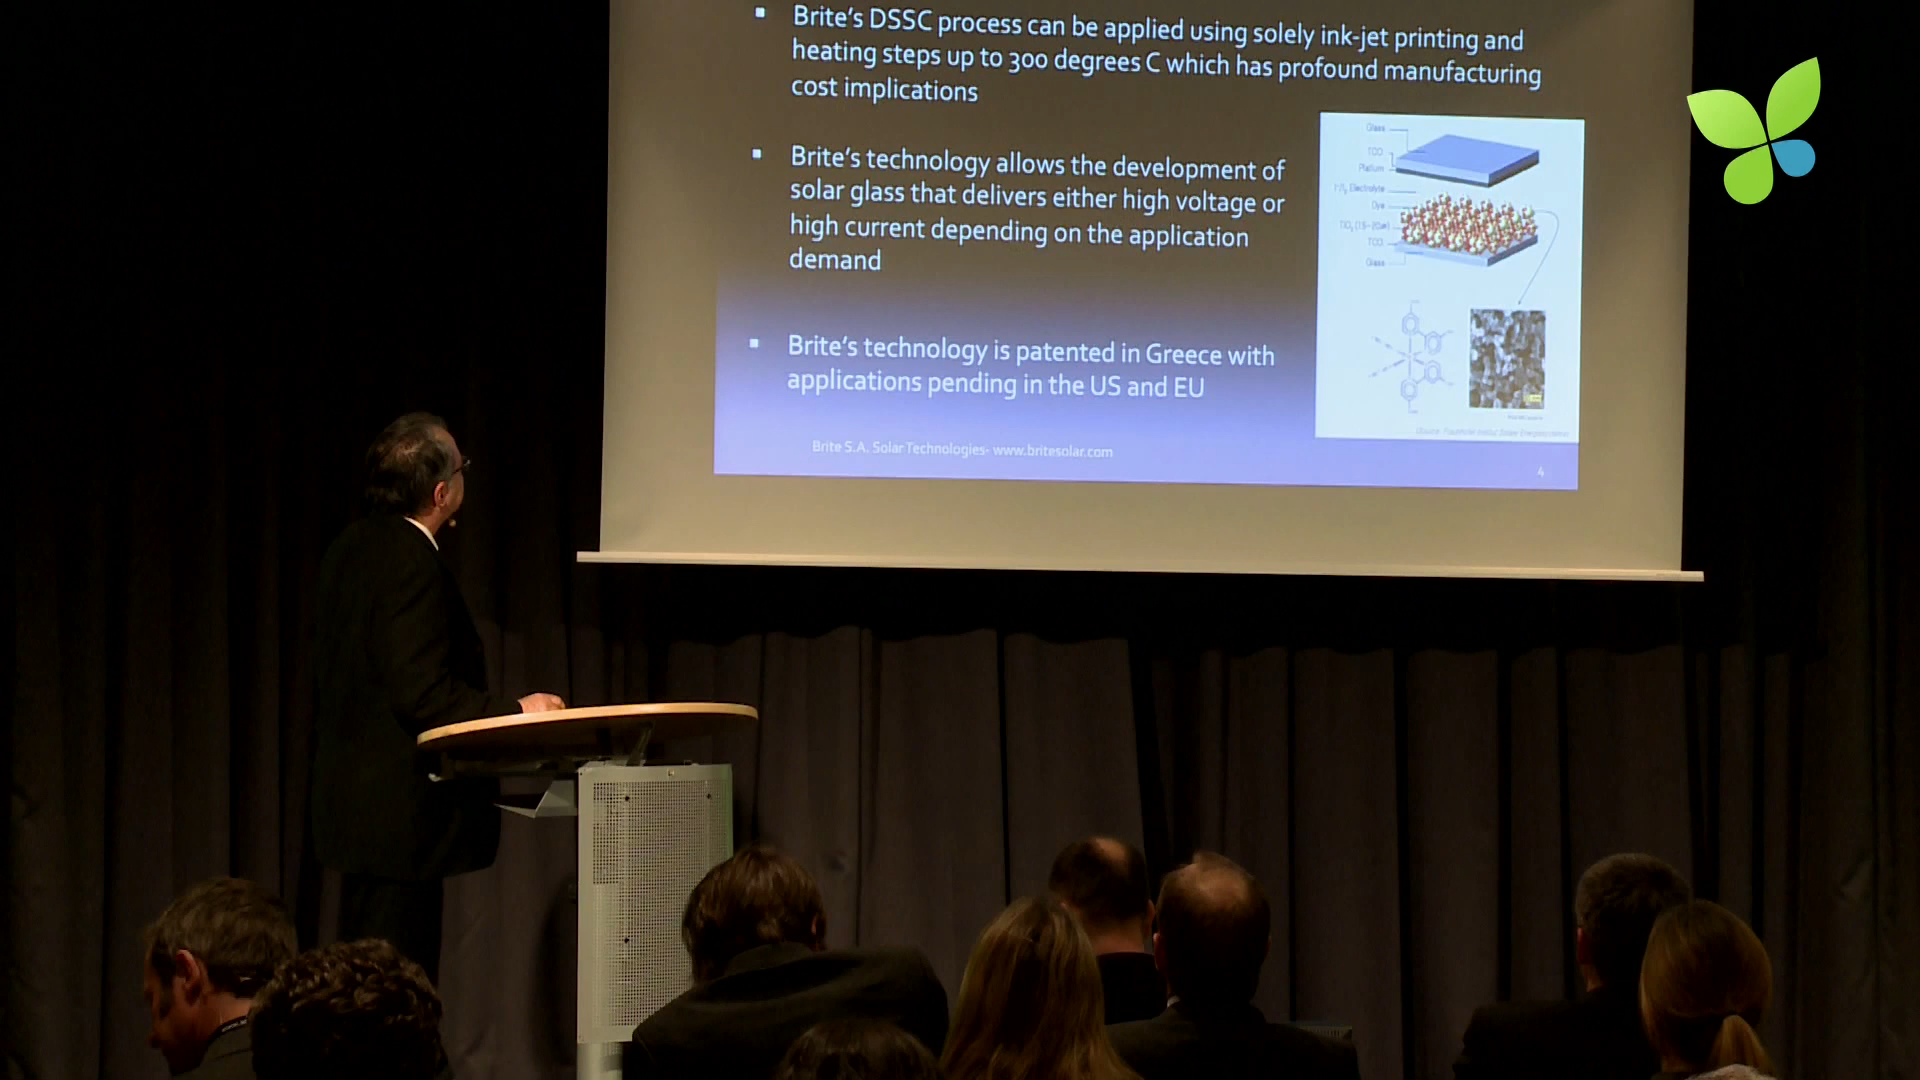 Brite's DSSC process can be applied using solely ink-jet printing and
heating steps up to 300 degrees C which has profound manufacturing
cost implications
Brite's technology allows the development of
solar glass that delivers either high voltage or
high current depending on the application
demand
Brite's technology is patented in Greece with
applications pending in the US and EU
Glass
TCO
Platium
Electrolyte
Dye
TCO
Glass
Brite S.A. Solar Technologies- www.britesolar.com
4